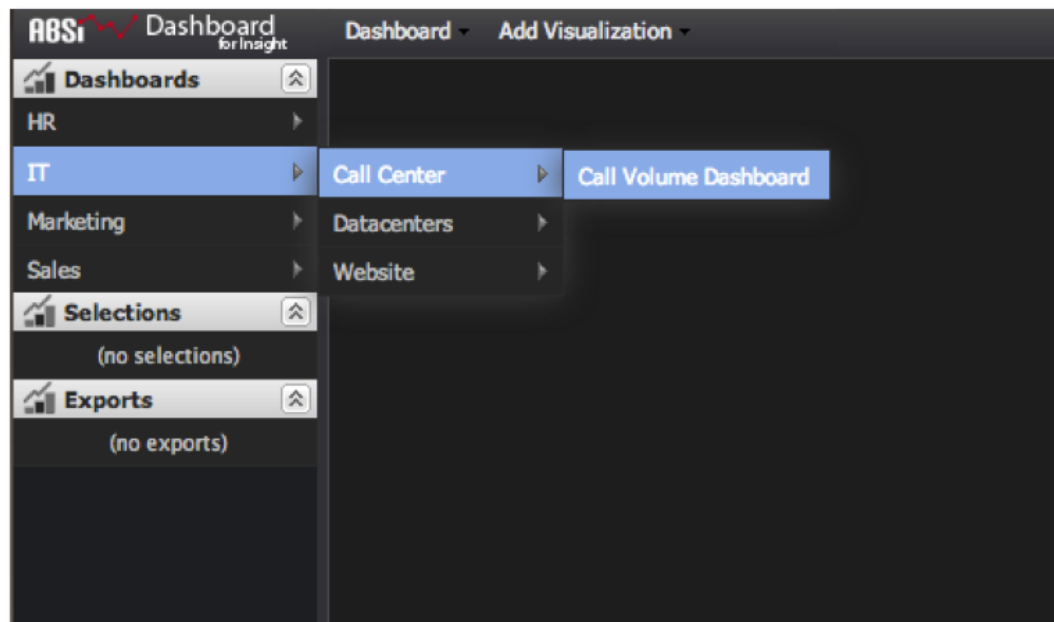 ABSi Dashboard
for Insight
Dashboard Add Visualization
Dashboards
HR
IT Call Center Call Volume Dashboard
Marketing Datacenters
Sales Website
Selections
(no selections)
Exports
(no exports)